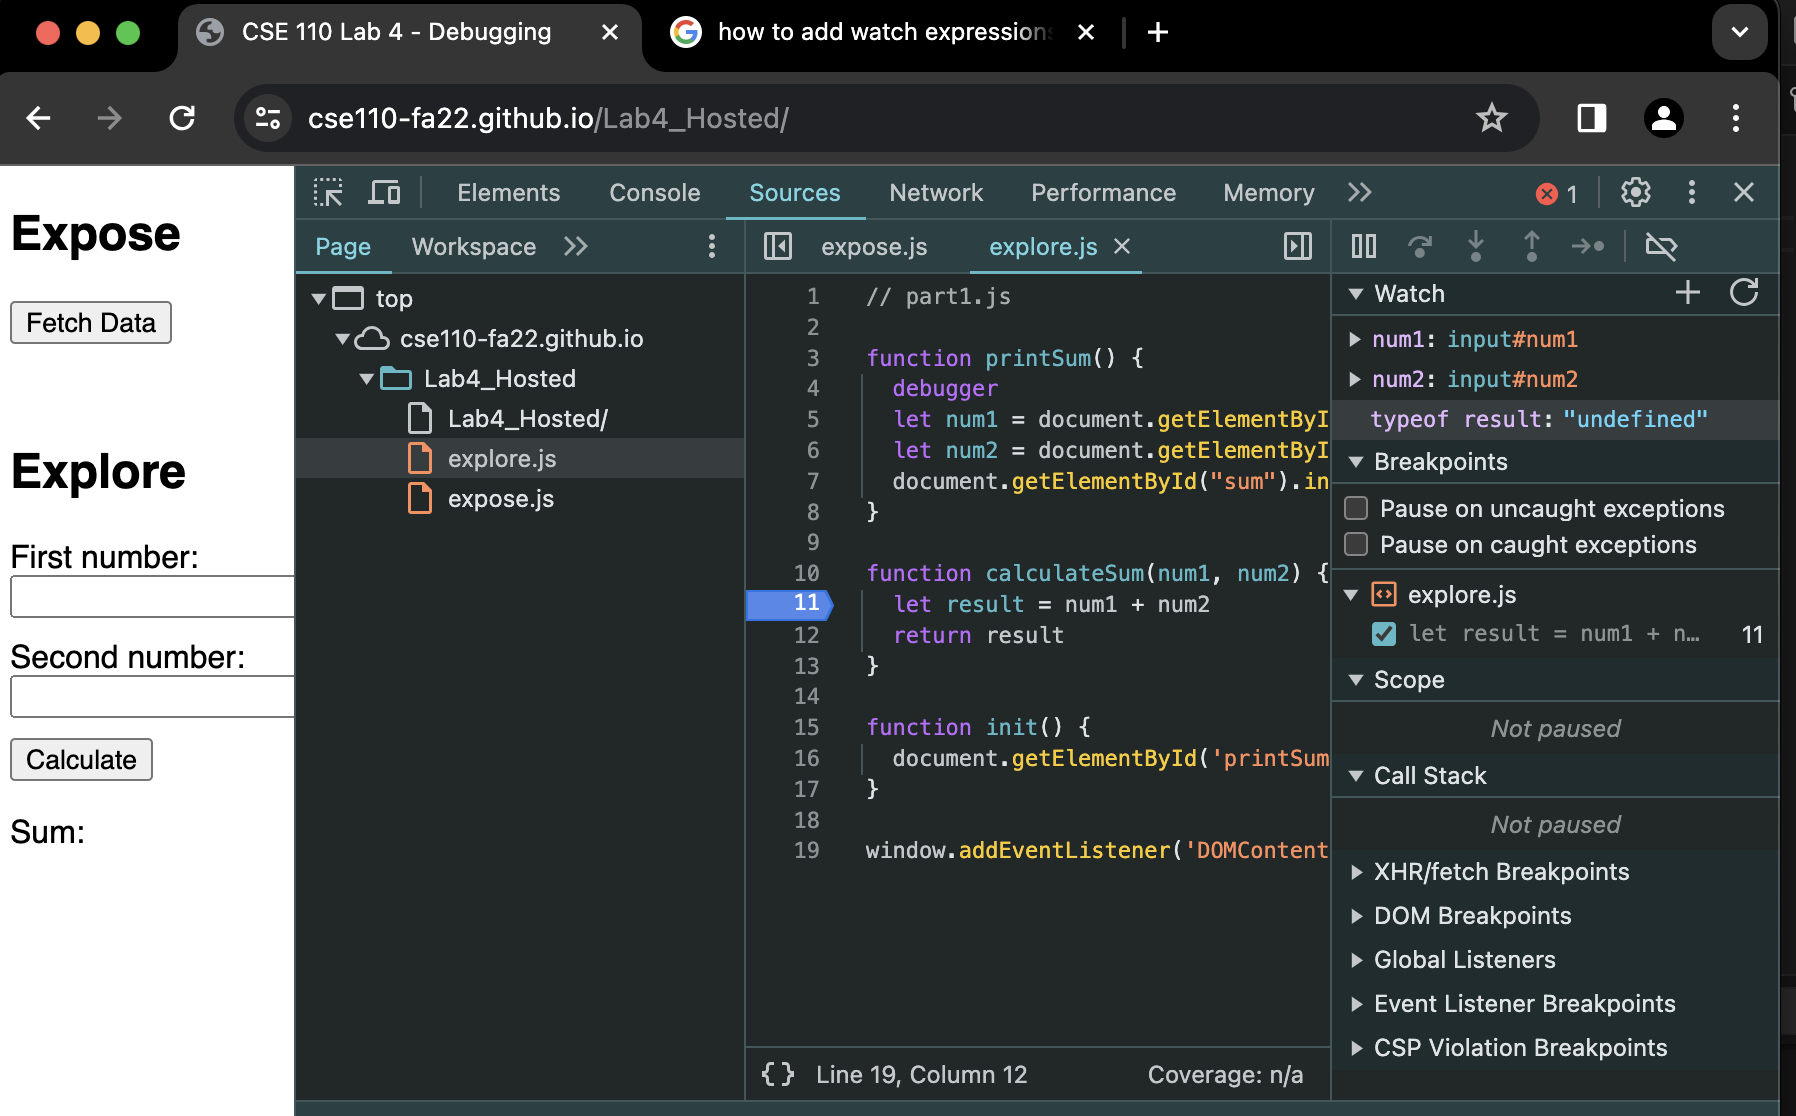 CSE 110 Lab 4 - Debugging
how to add watch expressions
cse110-fa22.github.io/Lab4_Hosted/
Expose
Fetch Data
Explore
First number:
Second number:
Calculate
Sum:
Elements Console Sources Network Performance Memory 1
Page Workspace
top
cse110-fa22.github.io
Lab4_Hosted
Lab4_Hosted/
explore.js
expose.js
expose.js explore.js
1 // part1.js
2
3 function printSum() {
4 debugger
5 let num1 = document.getElementByI
6 let num2 = document.getElementByI
7 document.getElementById("sum").in
8 }
9
10 function calculateSum(num1, num2) {
11 let result = num1 + num2
12 return result
13 }
14
15 function init() {
16 document.getElementById('printSum
17 }
18
19 window.addEventListener('DOMContent
{} Line 19, Column 12 Coverage: n/a
Watch
num1: input#num1
num2: input#num2
typeof result: "undefined"
Breakpoints
Pause on uncaught exceptions
Pause on caught exceptions
explore.js
let result = num1 + n… 11
Scope
Not paused
Call Stack
Not paused
XHR/fetch Breakpoints
DOM Breakpoints
Global Listeners
Event Listener Breakpoints
CSP Violation Breakpoints